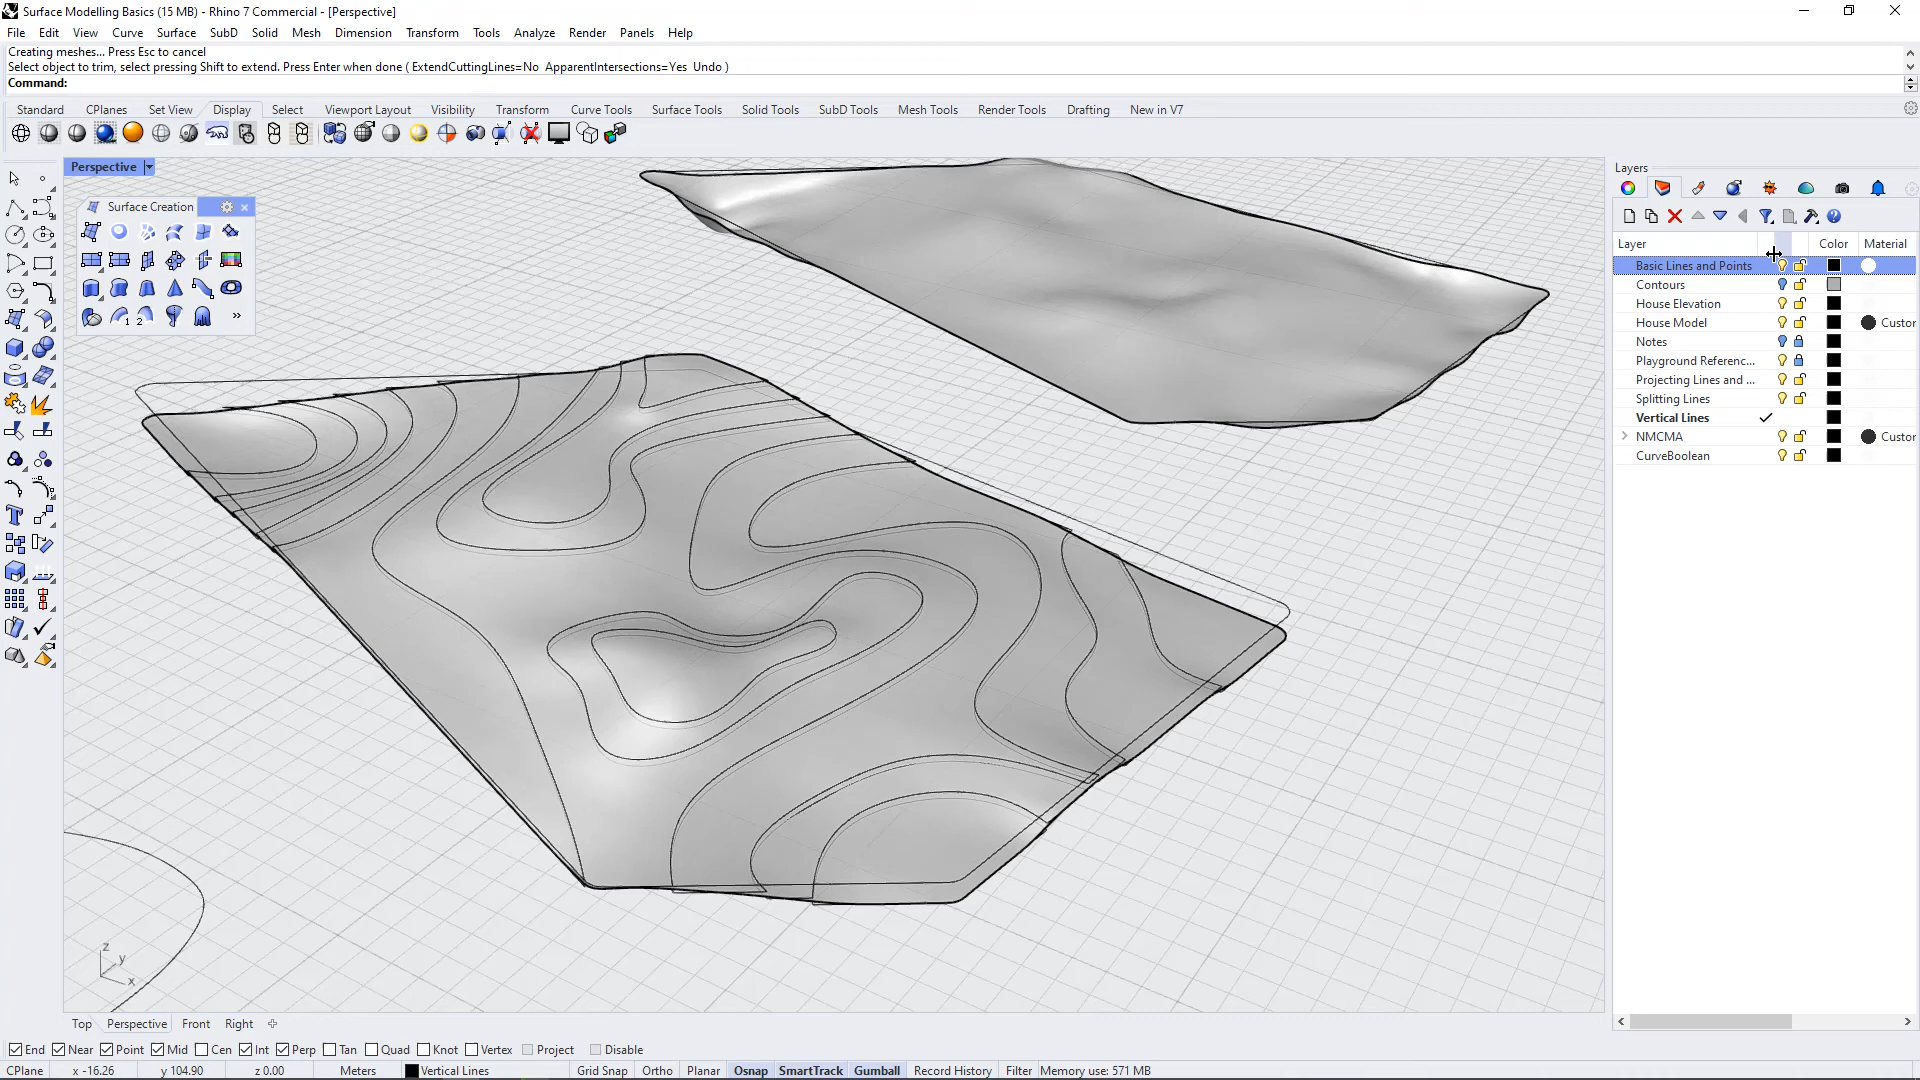 Surface Modelling Basics (15 MB) - Rhino 7 Commercial - [Perspective]
File Edit View Curve Surface SubD Solid Mesh Dimension Transform Tools Analyze Render Panels Help
Creating meshes... Press Esc to cancel
Select object to trim, select pressing Shift to extend. Press Enter when done ( ExtendCuttingLines=No ApparentIntersections=Yes Undo )
Command:
Standard CPlanes Set View Display Select Viewport Layout Visibility Transform Curve Tools Surface Tools Solid Tools SubD Tools Mesh Tools Render Tools Drafting New in V7
Perspective
Layers
Surface Creation
1 2 »
Layer Color Material
Basic Lines and Points
Contours
House Elevation
House Model Custor
Notes
Playground Referenc...
Projecting Lines and ...
Splitting Lines
Vertical Lines
NMCMA Custor
CurveBoolean
z
y
x
Top Perspective Front Right
End Near Point Mid Cen Int Perp Tan Quad Knot Vertex Project Disable
CPlane x -16.26 y 104.90 z 0.00 Meters Vertical Lines Grid Snap Ortho Planar Osnap SmartTrack Gumball Record History Filter Memory use: 571 MB